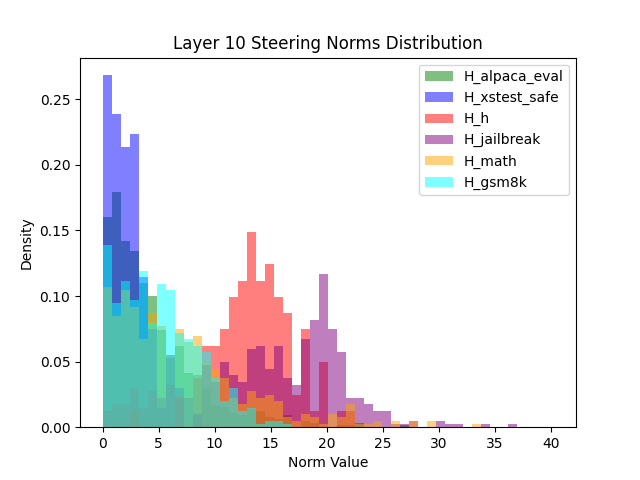 Layer 10 Steering Norms Distribution
H_alpaca_eval
H_xstest_safe
H_h
H_jailbreak
H_math
H_gsm8k
Density
0.25
0.20
0.15
0.10
0.05
0.00
0 5 10 15 20 25 30 35 40
Norm Value